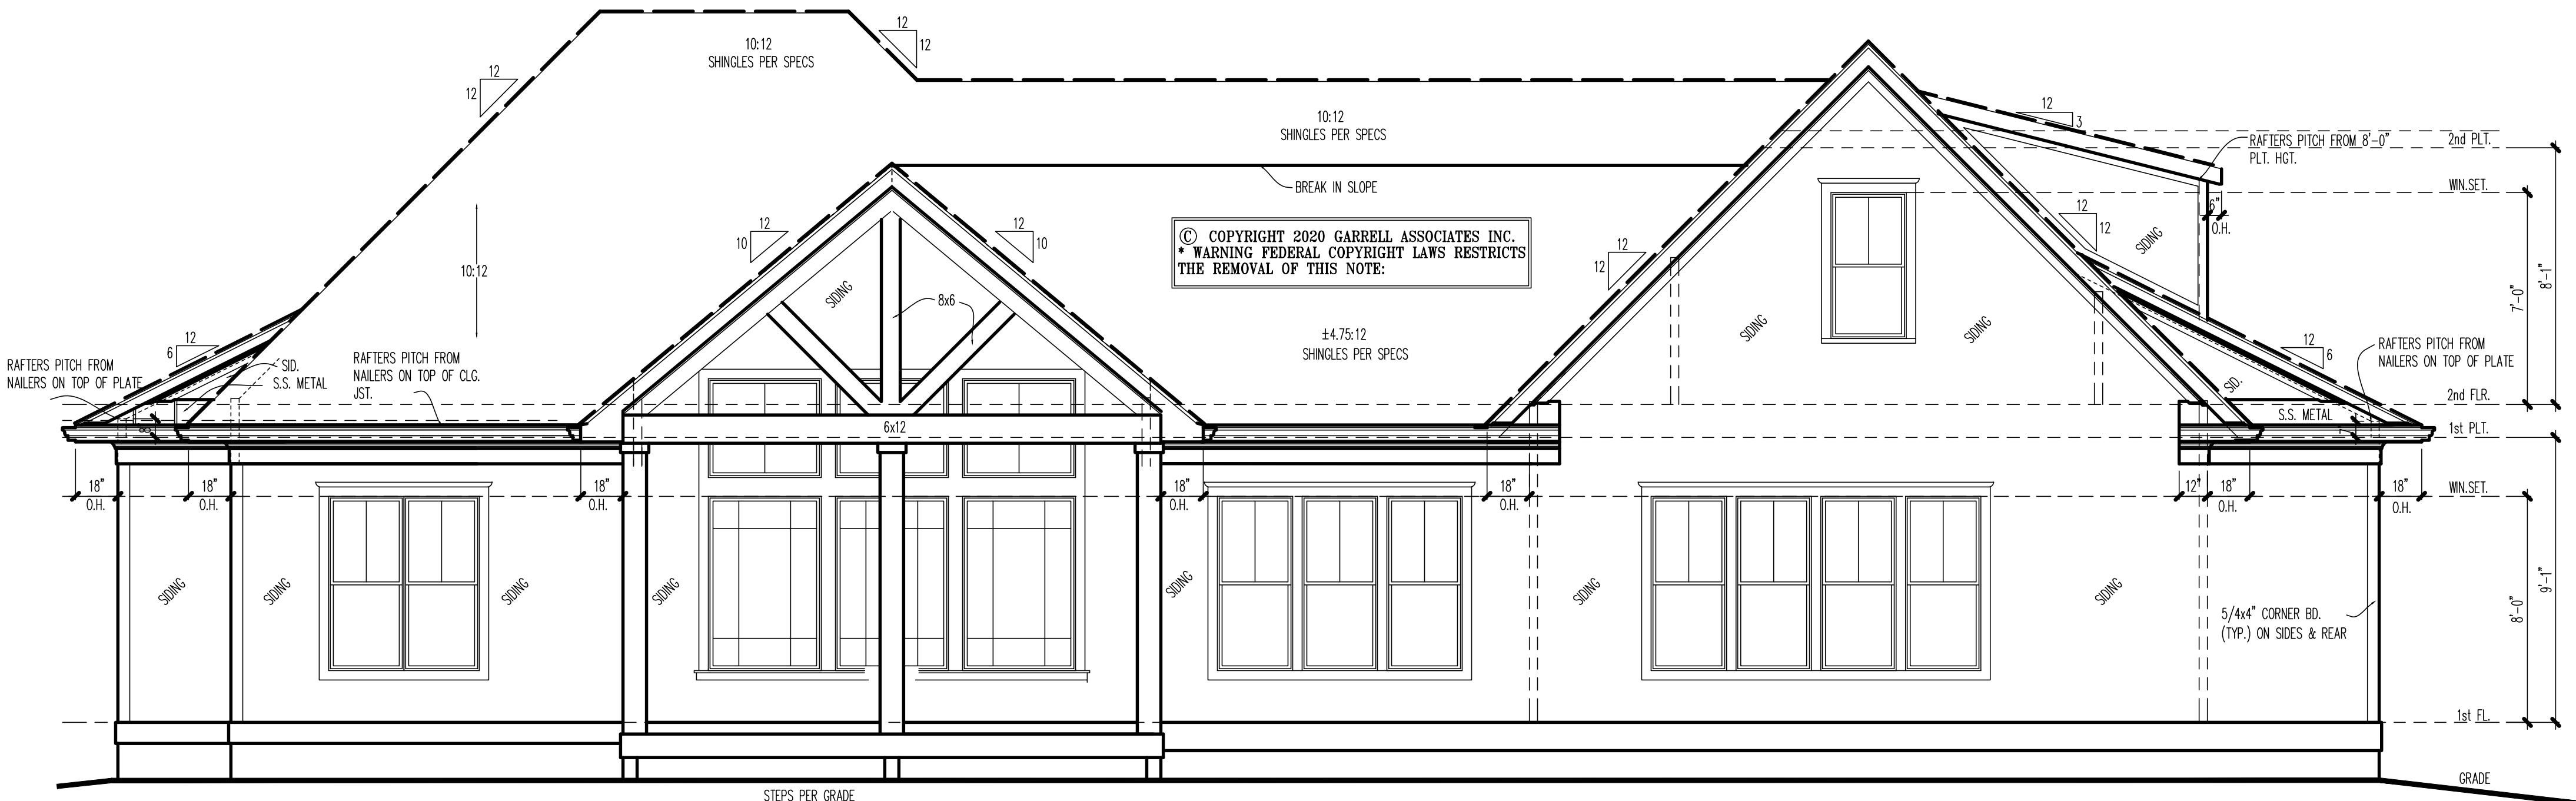 12
12
12
12
10:12
SHINGLES PER SPECS
10:12
SHINGLES PER SPECS
12
3
RAFTERS PITCH FROM 8'-0"
PLT. HGT.
2nd PLT.
BREAK IN SLOPE
WIN.SET.
6"
O.H.
© COPYRIGHT 2020 GARRELL ASSOCIATES INC.
* WARNING FEDERAL COPYRIGHT LAWS RESTRICTS
THE REMOVAL OF THIS NOTE:
12
10
12
10
12
12
12
12
SIDING
10:12
SIDING
8x6
7'-0"
8'-1"
±4.75:12
SHINGLES PER SPECS
SIDING
SIDING
12
6
12
6
RAFTERS PITCH FROM
NAILERS ON TOP OF PLATE
SID.
S.S. METAL
RAFTERS PITCH FROM
NAILERS ON TOP OF CLG.
JST.
RAFTERS PITCH FROM
NAILERS ON TOP OF PLATE
SID.
S.S. METAL
2nd FLR.
8
6x12
1st PLT.
18"
O.H.
18"
O.H.
18"
O.H.
18"
O.H.
18"
O.H.
12"
18"
O.H.
18"
O.H.
WIN.SET.
SIDING
SIDING
SIDING
SIDING
SIDING
SIDING
SIDING
5/4x4" CORNER BD.
(TYP.) ON SIDES & REAR
8'-0"
9'-1"
1st FL.
GRADE
STEPS PER GRADE